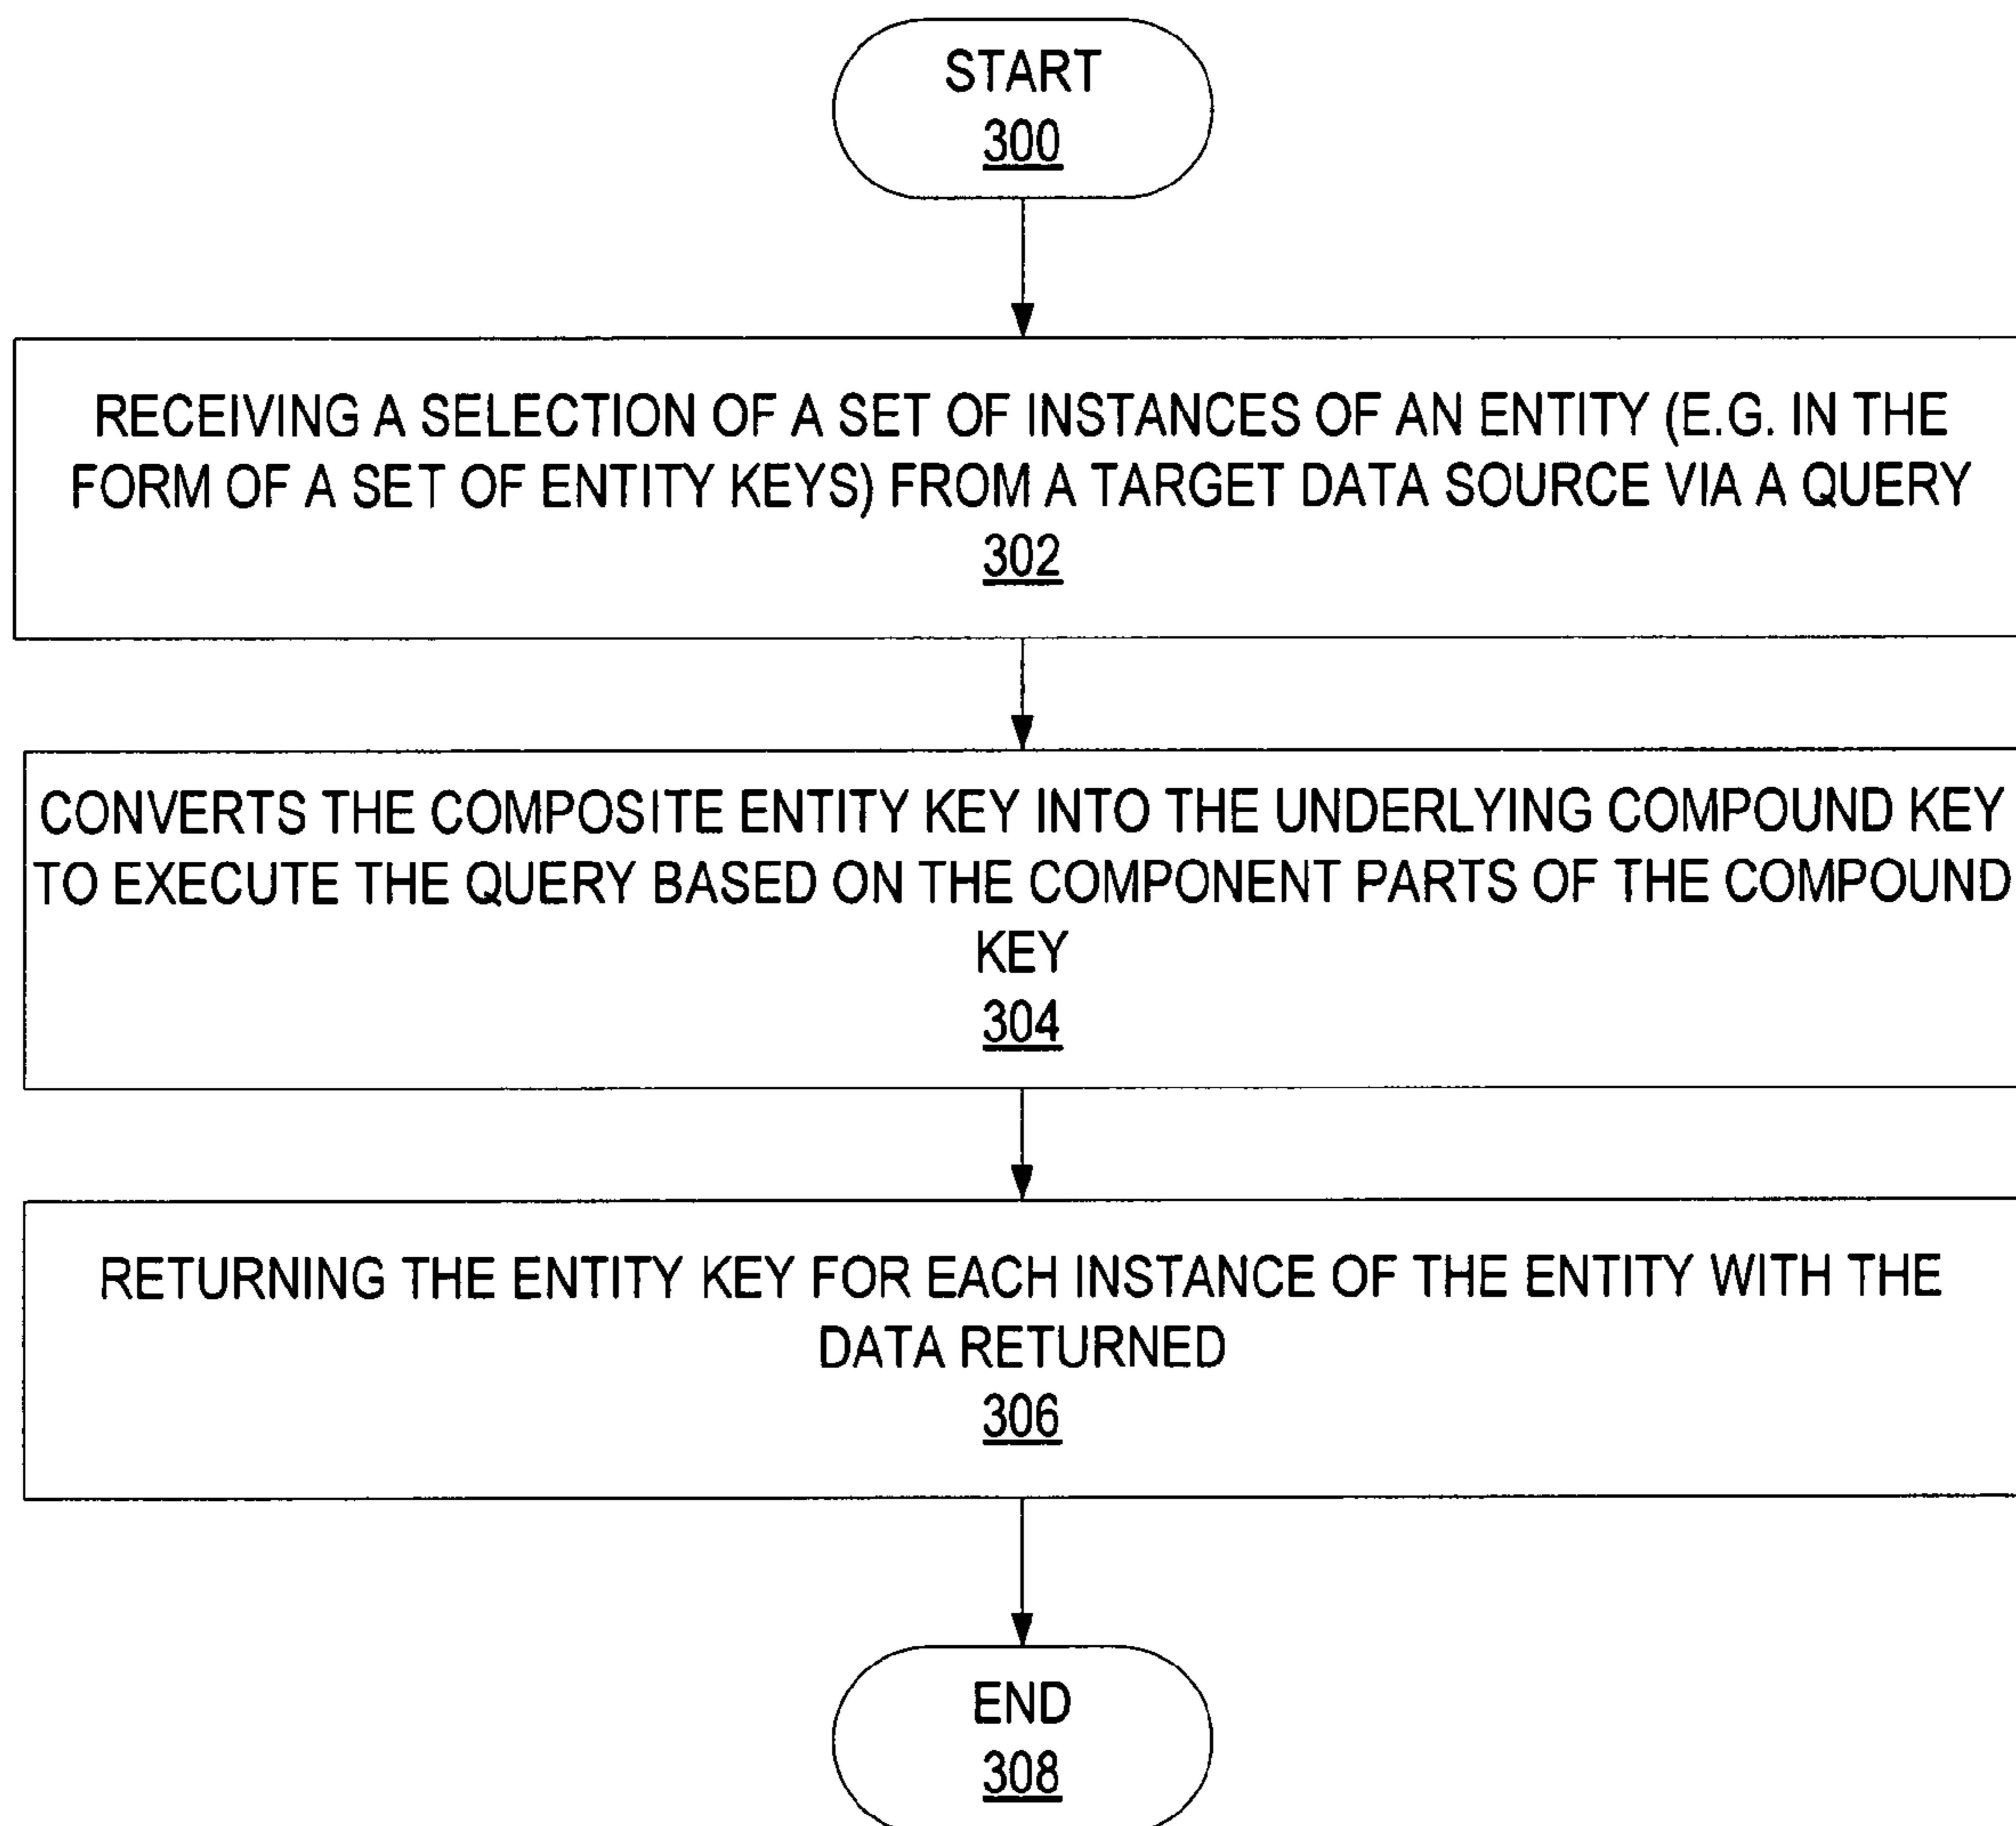 START
300
RECEIVING A SELECTION OF A SET OF INSTANCES OF AN ENTITY (E.G. IN THE
FORM OF A SET OF ENTITY KEYS) FROM A TARGET DATA SOURCE VIA A QUERY
302
CONVERTS THE COMPOSITE ENTITY KEY INTO THE UNDERLYING COMPOUND KEY
TO EXECUTE THE QUERY BASED ON THE COMPONENT PARTS OF THE COMPOUND
KEY
304
RETURNING THE ENTITY KEY FOR EACH INSTANCE OF THE ENTITY WITH THE
DATA RETURNED
306
END
308